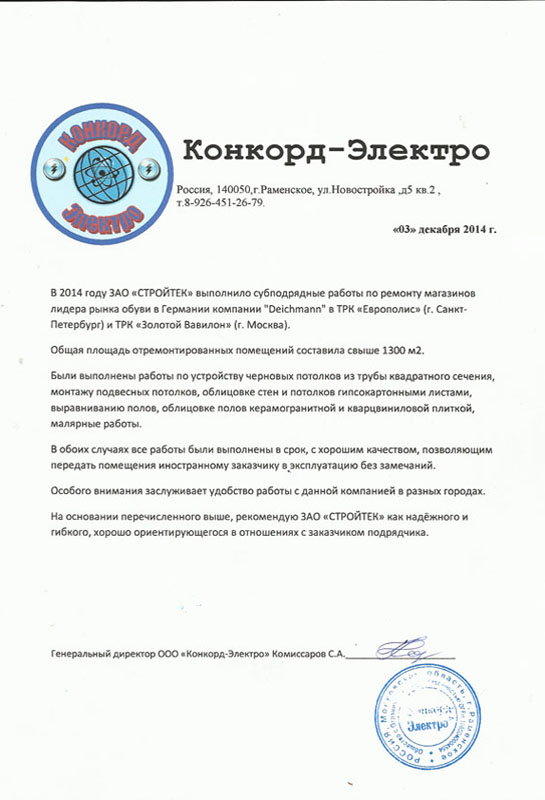 КОНКОРД
ЭЛЕКТРО
Конкорд-Электро
Россия, 140050,г.Раменское, ул.Новостройка ,д5 кв.2 ,
т.8-926-451-26-79.
«03» декабря 2014 г.
В 2014 году ЗАО «СТРОЙТЕК» выполнило субподрядные работы по ремонту магазинов
лидера рынка обуви в Германии компании "Deichmann" в ТРК «Европолис» (г. Санкт-
Петербург) и ТРК «Золотой Вавилон» (г. Москва).
Общая площадь отремонтированных помещений составила свыше 1300 м2.
Были выполнены работы по устройству черновых потолков из трубы квадратного сечения,
монтажу подвесных потолков, облицовке стен и потолков гипсокартонными листами,
выравниванию полов, облицовке полов керамогранитной и кварцвиниловой плиткой,
малярные работы.
В обоих случаях все работы были выполнены в срок, с хорошим качеством, позволяющим
передать помещения иностранному заказчику в эксплуатацию без замечаний.
Особого внимания заслуживает удобство работы с данной компанией в разных городах.
На основании перечисленного выше, рекомендую ЗАО «СТРОЙТЕК» как надёжного и
гибкого, хорошо ориентирующегося в отношениях с заказчиком подрядчика.
Генеральный директор ООО «Конкорд-Электро» Комиссаров С.А.
РОССИЯ, Московская область, г. Раменское
Электро